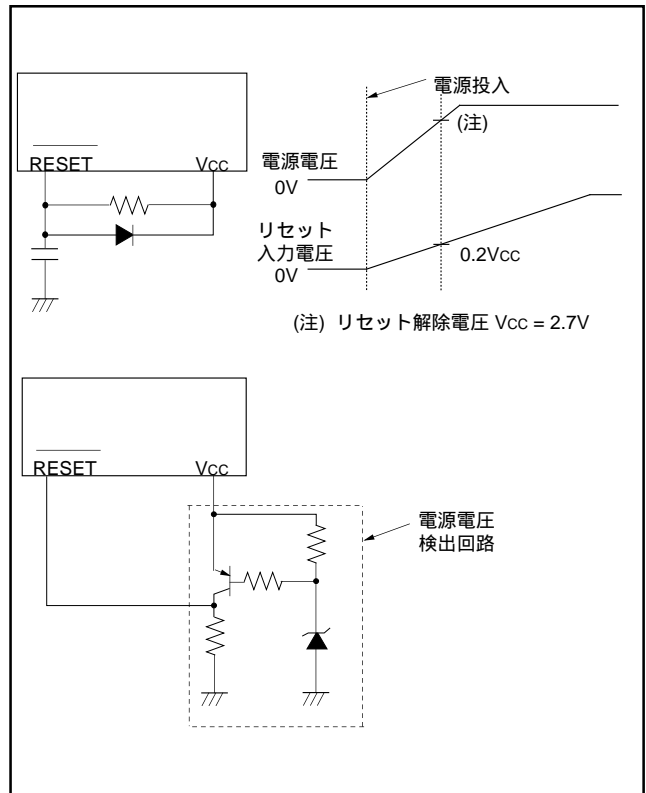 電源投入
(注)
RESET Vcc
電源電圧
0V
リセット
入力電圧
0V
0.2Vcc
(注) リセット解除電圧 Vcc = 2.7V
RESET Vcc
電源電圧
検出回路